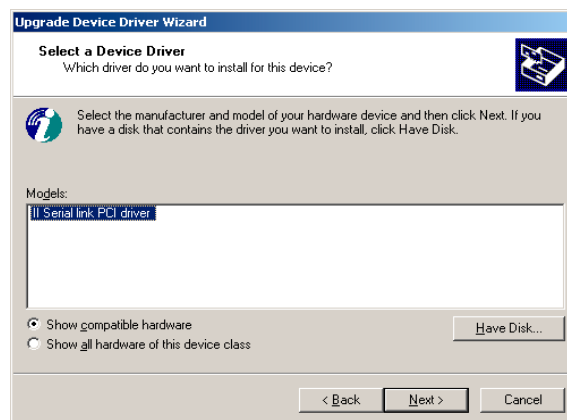 Upgrade Device Driver Wizard
Select a Device Driver
Which driver do you want to install for this device?
Select the manufacturer and model of your hardware device and then click Next. If you
have a disk that contains the driver you want to install, click Have Disk.
Models:
II Serial link PCI driver
Show compatible hardware
Have Disk...
Show all hardware of this device class
< Back
Next >
Cancel